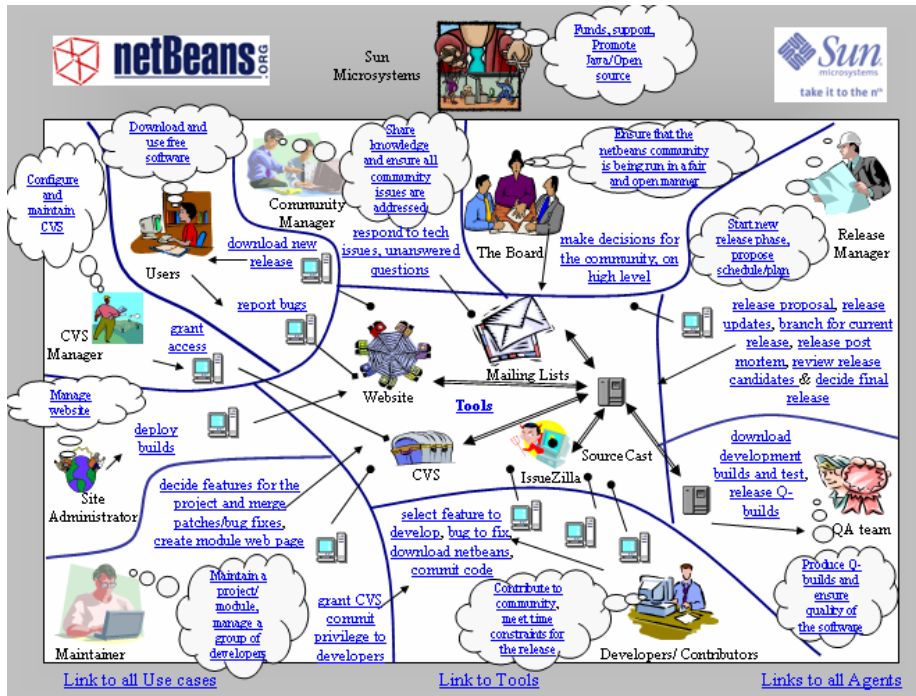 netBeans.ORG
Sun
Microsystems
Funds, support,
Promote
Java/Open
source
Sun
microsystems
take it to the nth
Configure
and
maintain
CVS
Download and
use free
software
Community
Manager
Share
knowledge
and ensure all
community
issues are
addressed
Ensure that the
netbeans community
is being run in a fair
and open manner
Start new
release phase,
propose
schedule/plan
Release
Manager
Users
download new
release
respond to tech
issues, unanswered
questions
The Board
make decisions for
the community, on
high level
report bugs
CVS
Manager
grant
access
Website
Mailing Lists
release proposal, release
updates, branch for current
release, release post
mortem, review release
candidates & decide final
release
Manage
website
Tools
deploy
builds
CVS
IssueZilla
SourceCast
download
development
builds and test,
release Q-
builds
Site
Administrator
decide features for the
project and merge
patches/bug fixes,
create module web page
select feature to
develop, bug to fix,
download netbeans,
commit code
QA team
Maintain a
project/
module,
manage a
group of
developers
grant CVS
commit
privilege to
developers
Contribute to
community,
meet time
constraints for
the release
Produce Q-
builds and
ensure
quality of
the software
Maintainer
Developers/ Contributors
Link to all Use cases
Link to Tools
Links to all Agents